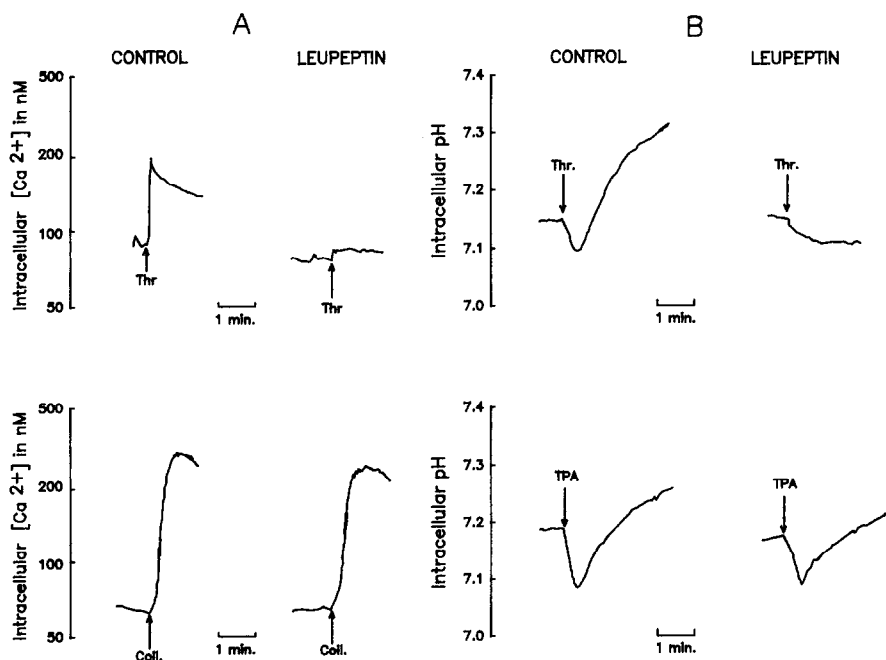 A
CONTROL
LEUPEPTIN
Intracellular [Ca 2+] in nM
500
200
100
50
Thr
Thr
1 min.
B
CONTROL
LEUPEPTIN
Intracellular pH
7.4
7.3
7.2
7.1
7.0
Thr.
Thr.
1 min.
Intracellular [Ca 2+] in nM
500
200
100
50
Coll.
Coll.
1 min.
Intracellular pH
7.4
7.3
7.2
7.1
7.0
TPA
TPA
1 min.